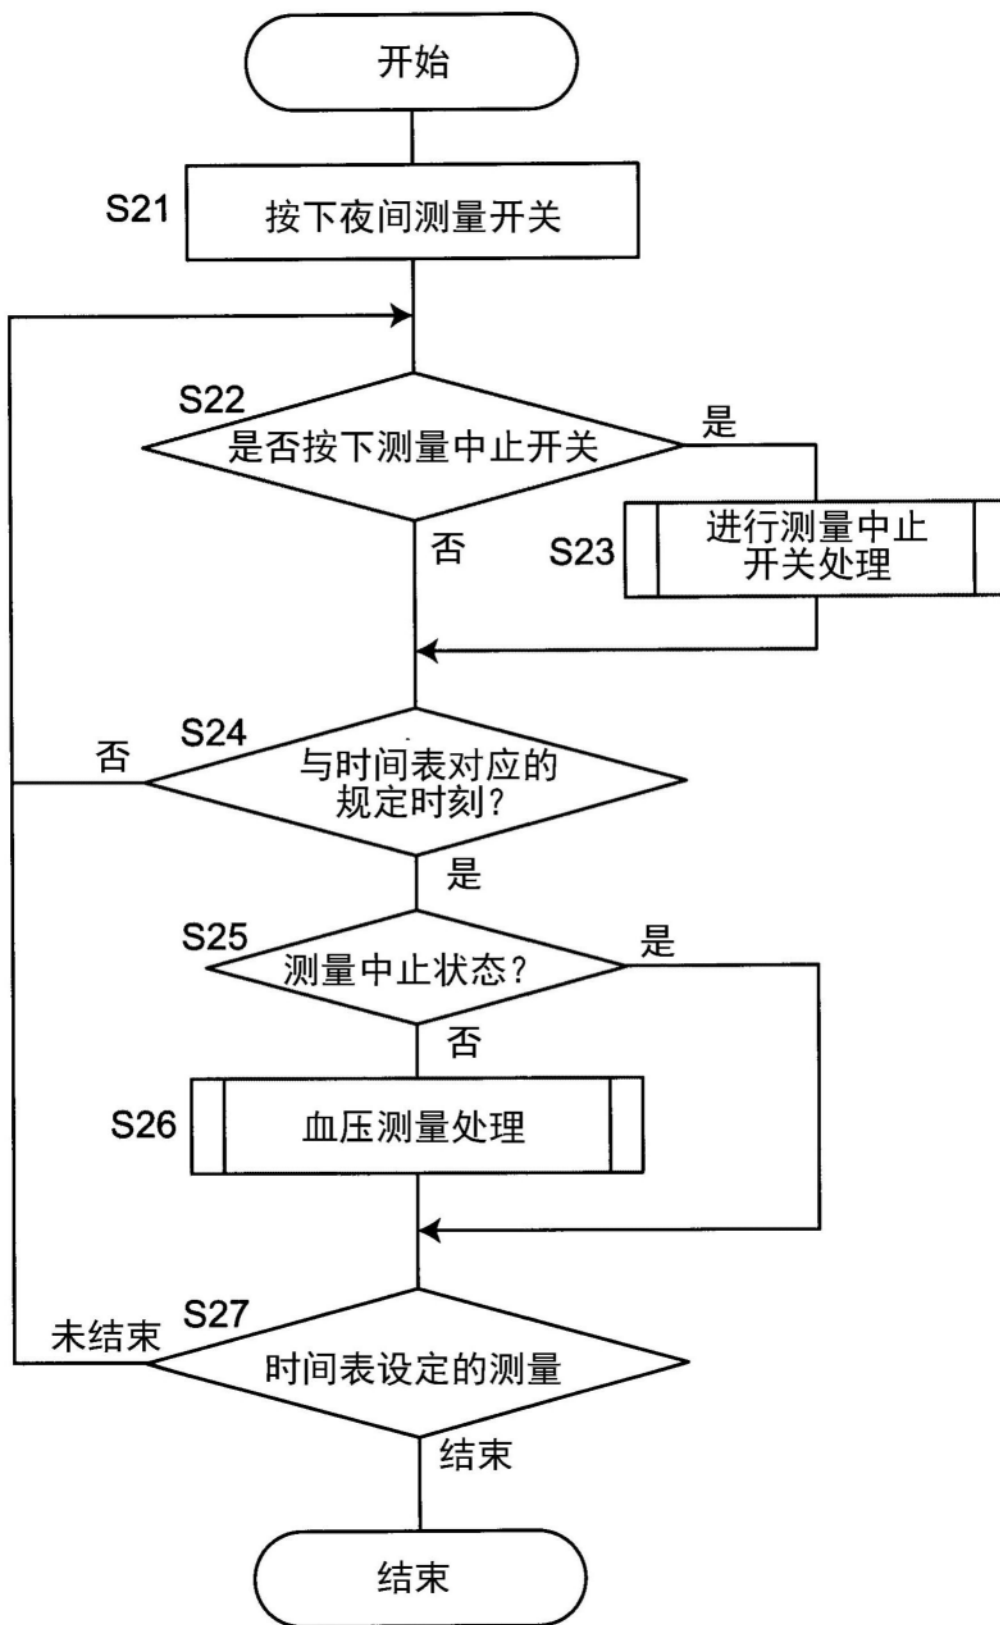 开始
S21
按下夜间测量开关
S22
是否按下测量中止开关
是
否
S23
进行测量中止
开关处理
S24
否
与时间表对应的
规定时刻?
是
S25
测量中止状态?
是
否
S26
血压测量处理
S27
未结束
时间表设定的测量
结束
结束